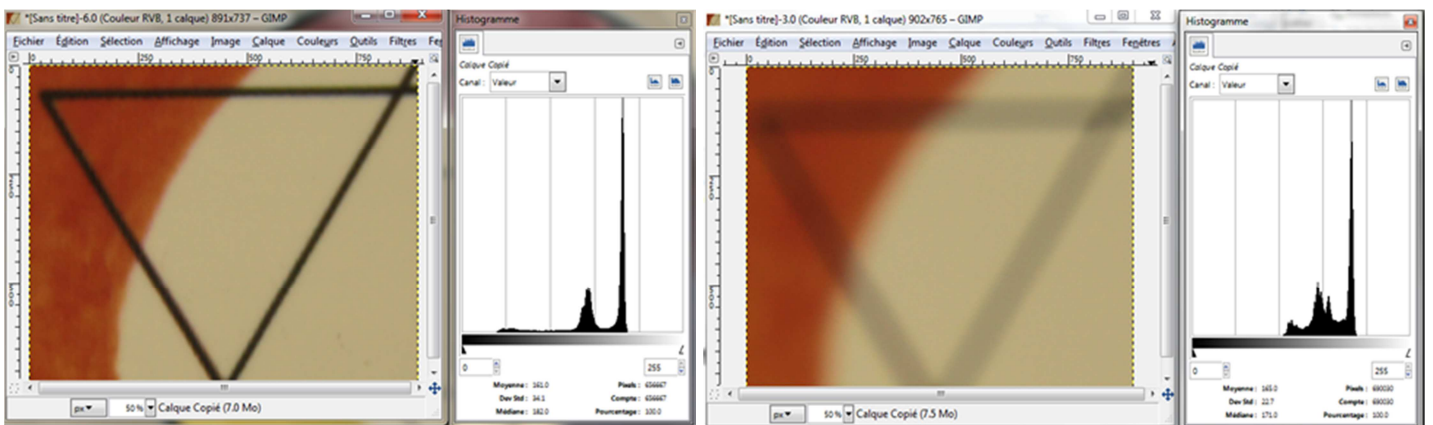 *[Sans titre]-6.0 (Couleur RVB, 1 calque) 891x737 – GIMP
Fichier Édition Sélection Affichage Image Calque Couleurs Outils Filtres Fe
0 250 500 750
px 50 % Calque Copié (7.0 Mo)
Histogramme
Calque Copié
Canal : Valeur
0 255
Moyenne : 161.0 Pixels : 656667
Dev Std : 34.1 Compte : 656667
Médiane : 182.0 Pourcentage : 100.0
*[Sans titre]-3.0 (Couleur RVB, 1 calque) 902x765 – GIMP
Fichier Édition Sélection Affichage Image Calque Couleurs Outils Filtres Fenêtres
0 250 500 750
px 50 % Calque Copié (7.5 Mo)
Histogramme
Calque Copié
Canal : Valeur
0 255
Moyenne : 165.0 Pixels : 690030
Dev Std : 22.7 Compte : 690030
Médiane : 171.0 Pourcentage : 100.0